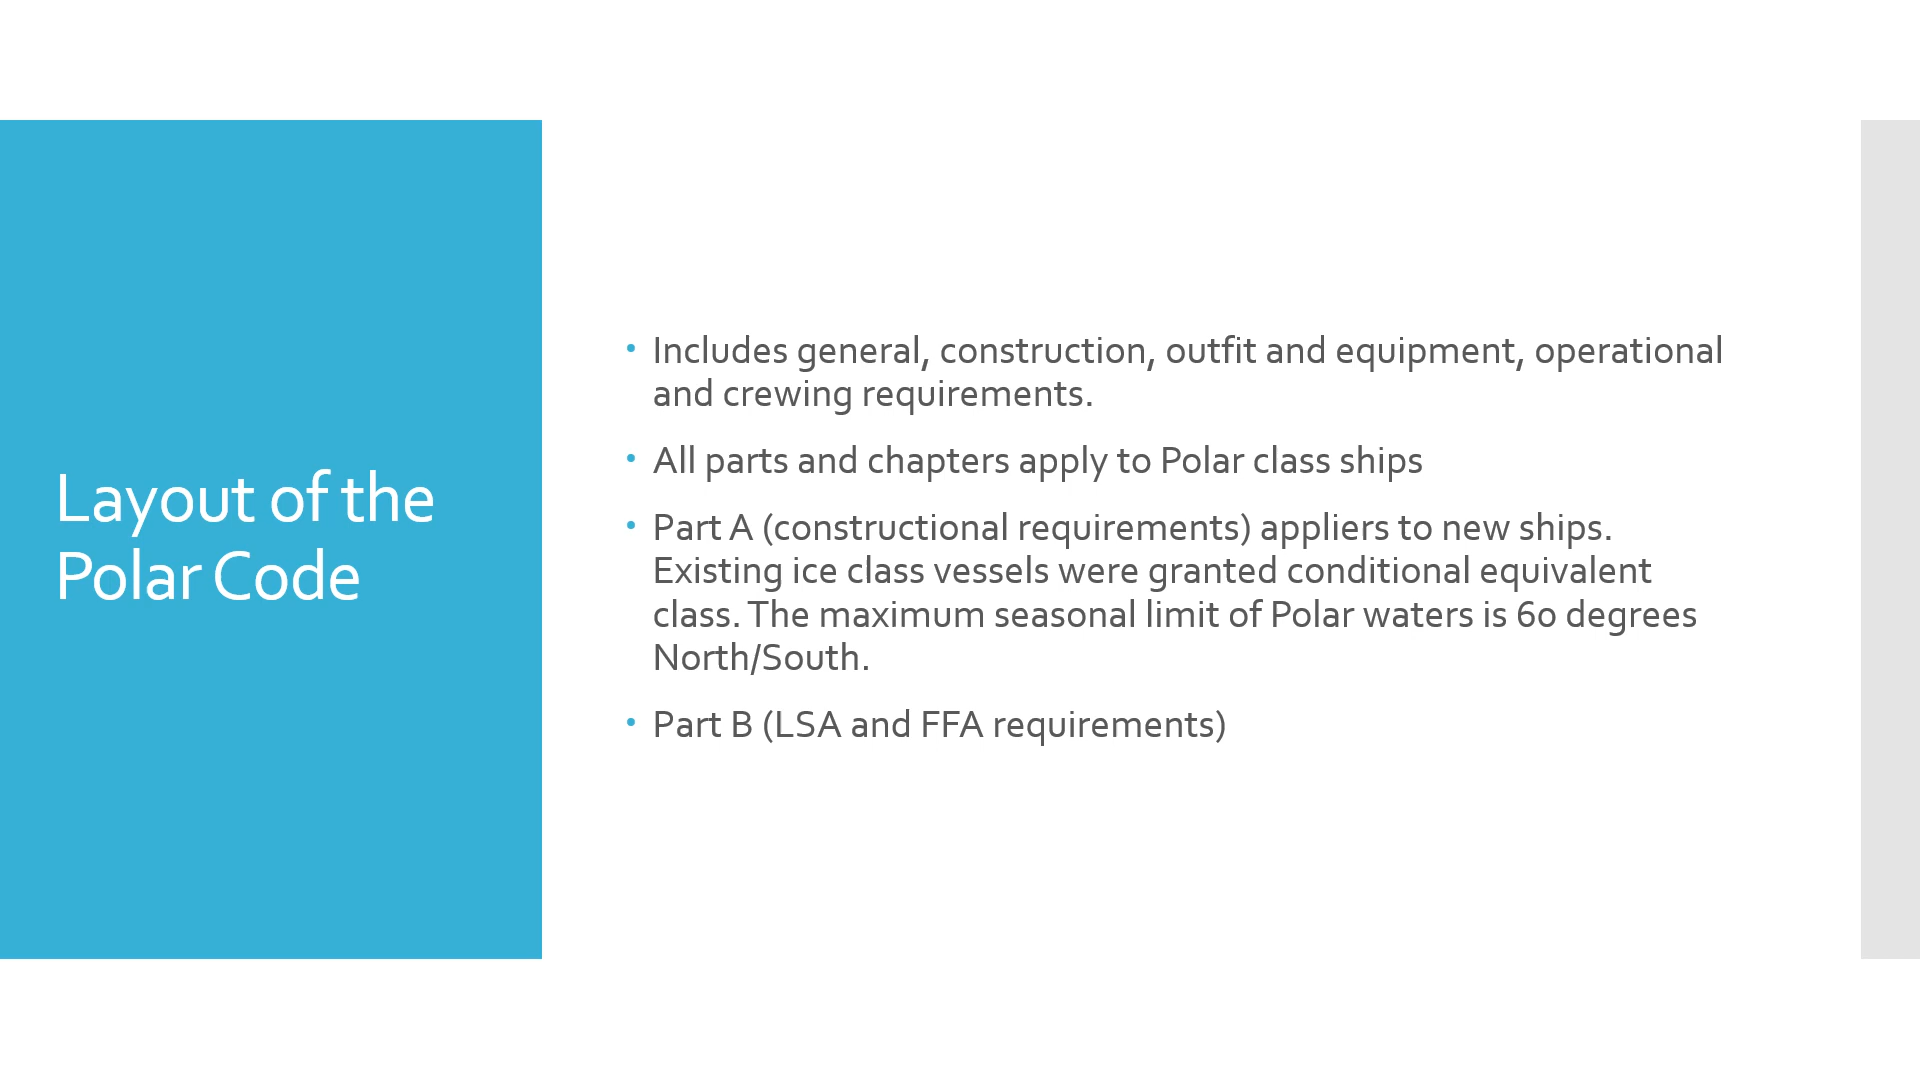 Layout of the
Polar Code
• Includes general, construction, outfit and equipment, operational
and crewing requirements.
• All parts and chapters apply to Polar class ships
• Part A (constructional requirements) appliers to new ships.
Existing ice class vessels were granted conditional equivalent
class. The maximum seasonal limit of Polar waters is 60 degrees
North/South.
• Part B (LSA and FFA requirements)